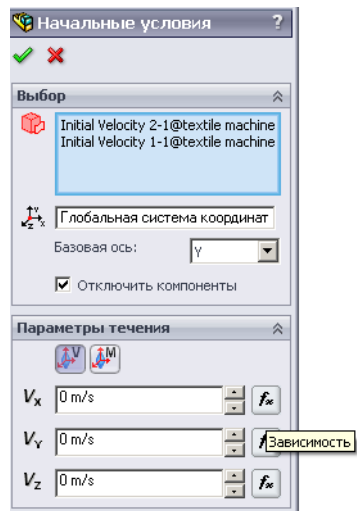 Начальные условия ?
Выбор
Initial Velocity 2-1@textile machine
Initial Velocity 1-1@textile machine
Глобальная система координат
Базовая ось: Y
Отключить компоненты
Параметры течения
V M
Vx 0 m/s fx
VY 0 m/s Зависимость
Vz 0 m/s fx